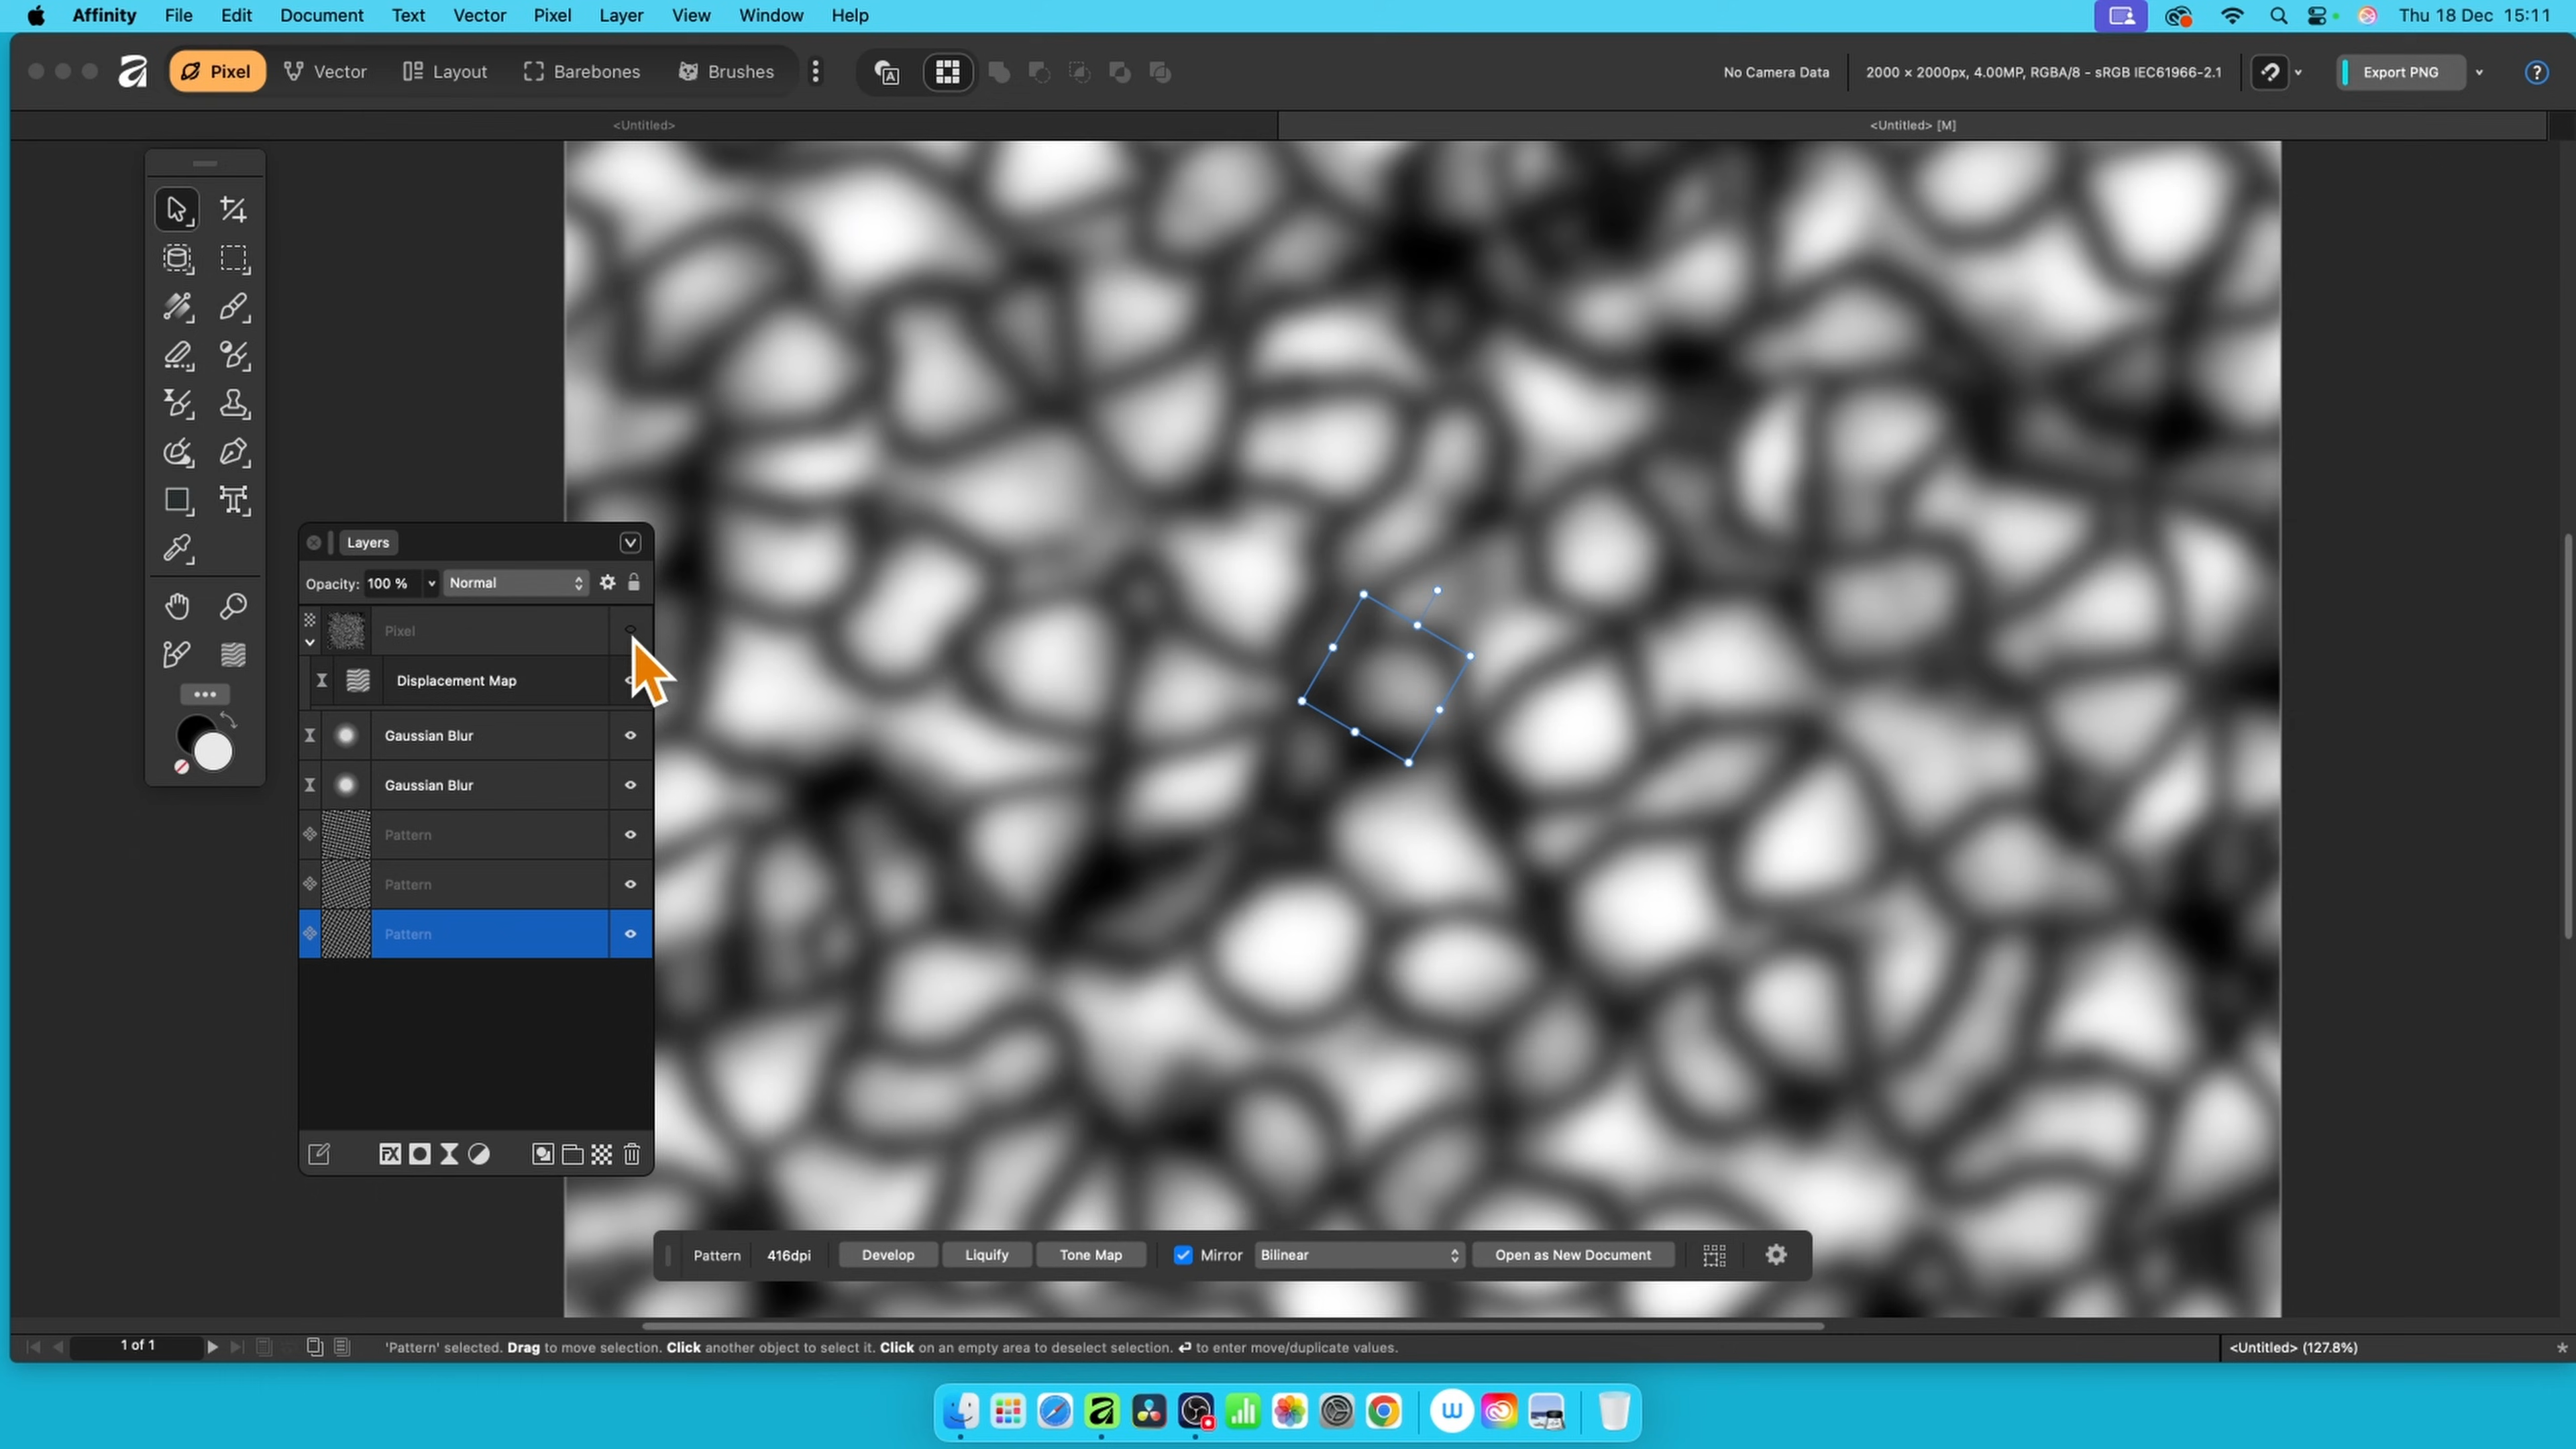 Affinity File Edit Document Text Vector Pixel Layer View Window Help Thu 18 Dec 15:11
Pixel Vector Layout Barebones Brushes No Camera Data 2000 × 2000px, 4.00MP, RGBA/8 - sRGB IEC61966-2.1 Export PNG ?
<Untitled> <Untitled> [M]
Layers
Opacity: 100 % Normal
Pixel
Displacement Map
Gaussian Blur
Gaussian Blur
Pattern
Pattern
Pattern
FX
Pattern 416dpi Develop Liquify Tone Map Mirror Bilinear Open as New Document
1 of 1 'Pattern' selected. Drag to move selection. Click another object to select it. Click on an empty area to deselect selection. ⏎ to enter move/duplicate values. <Untitled> (127.8%) *